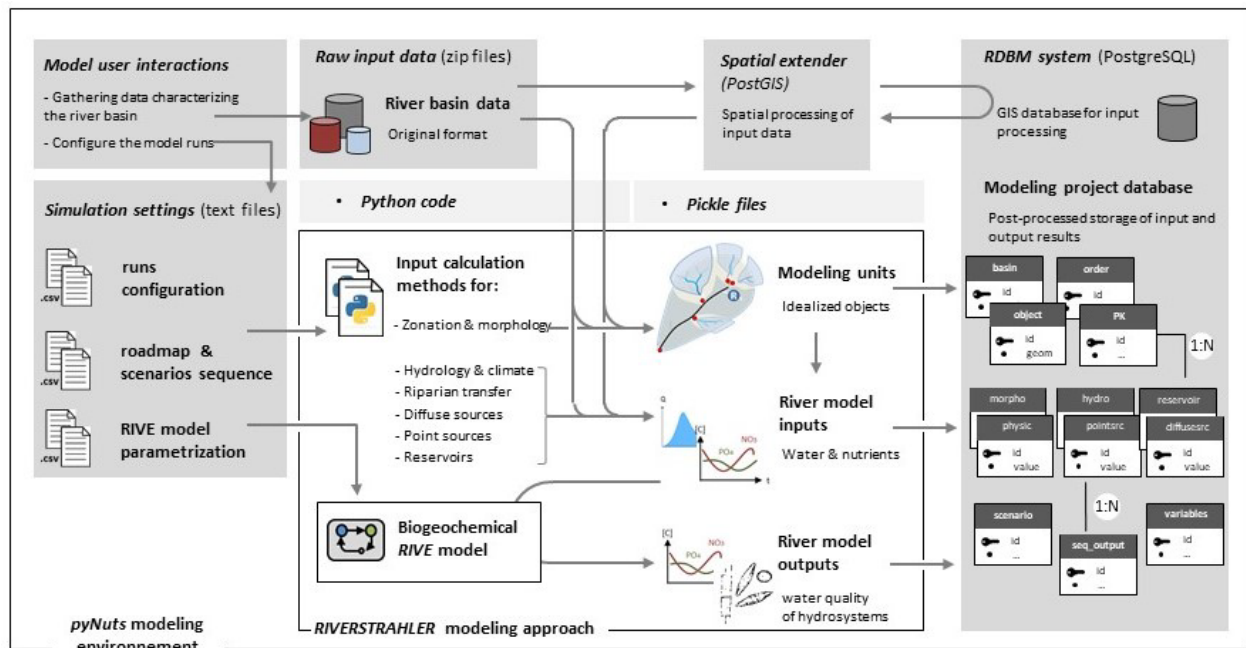 Model user interactions
- Gathering data characterizing
the river basin
- Configure the model runs
Raw input data (zip files)
River basin data
Original format
Spatial extender
(PostGIS)
Spatial processing of
input data
RDBM system (PostgreSQL)
GIS database for input
processing
Simulation settings (text files)
.csv
runs
configuration
.csv
roadmap &
scenarios sequence
.csv
RIVE model
parametrization
• Python code
• Pickle files
Input calculation
methods for:
- Zonation & morphology
- Hydrology & climate
- Riparian transfer
- Diffuse sources
- Point sources
- Reservoirs
R
Modeling units
Idealized objects
Q
[C]
NO3
PO4
t
River model
inputs
Water & nutrients
Biogeochemical
RIVE model
[C]
NO3
PO4
River model
outputs
water quality
of hydrosystems
RIVERSTRAHLER modeling approach
pyNuts modeling
environnement
Modeling project database
Post-processed storage of input and
output results
basin
id
order
id
object
id
geom
PK
id
...
1:N
morpho
hydro
reservoir
physic
id
value
pointsrc
id
value
diffusesrc
id
value
1:N
scenario
id
...
seq_output
id
...
variables
id
...